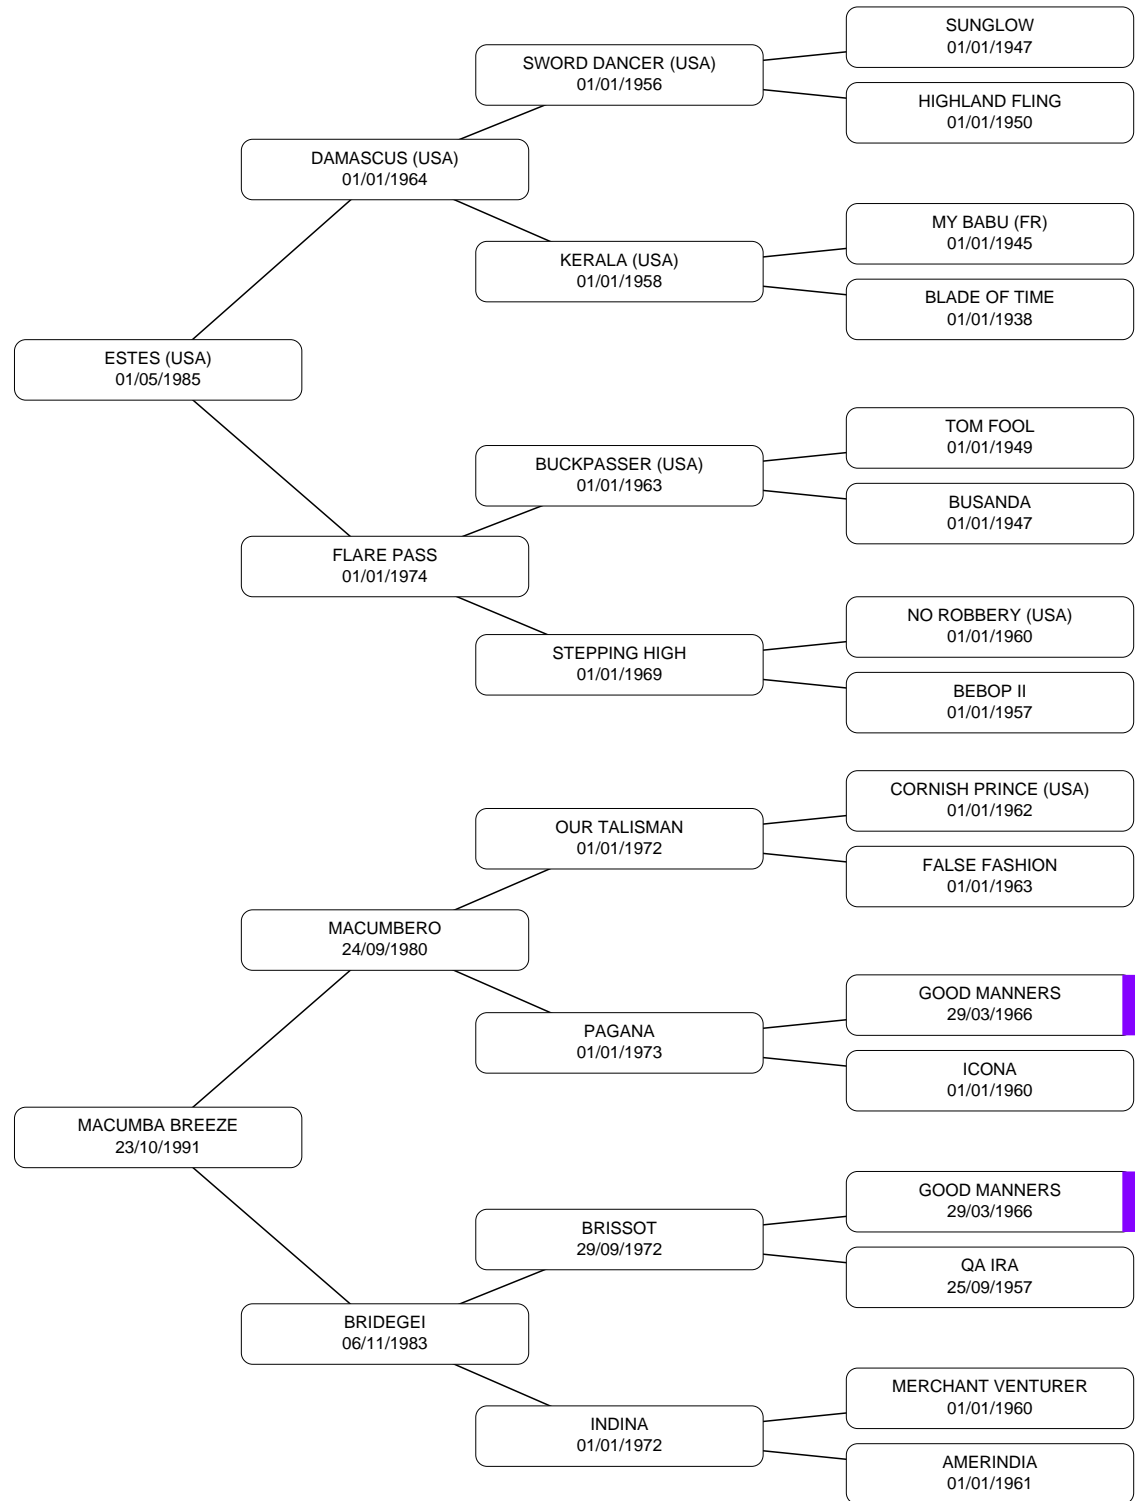 SUNGLOW
01/01/1947
SWORD DANCER (USA)
01/01/1956
HIGHLAND FLING
01/01/1950
DAMASCUS (USA)
01/01/1964
MY BABU (FR)
01/01/1945
KERALA (USA)
01/01/1958
BLADE OF TIME
01/01/1938
ESTES (USA)
01/05/1985
TOM FOOL
01/01/1949
BUCKPASSER (USA)
01/01/1963
BUSANDA
01/01/1947
FLARE PASS
01/01/1974
NO ROBBERY (USA)
01/01/1960
STEPPING HIGH
01/01/1969
BEBOP II
01/01/1957
CORNISH PRINCE (USA)
01/01/1962
OUR TALISMAN
01/01/1972
FALSE FASHION
01/01/1963
MACUMBERO
24/09/1980
GOOD MANNERS
29/03/1966
PAGANA
01/01/1973
ICONA
01/01/1960
MACUMBA BREEZE
23/10/1991
GOOD MANNERS
29/03/1966
BRISSOT
29/09/1972
QA IRA
25/09/1957
BRIDEGEI
06/11/1983
MERCHANT VENTURER
01/01/1960
INDINA
01/01/1972
AMERINDIA
01/01/1961